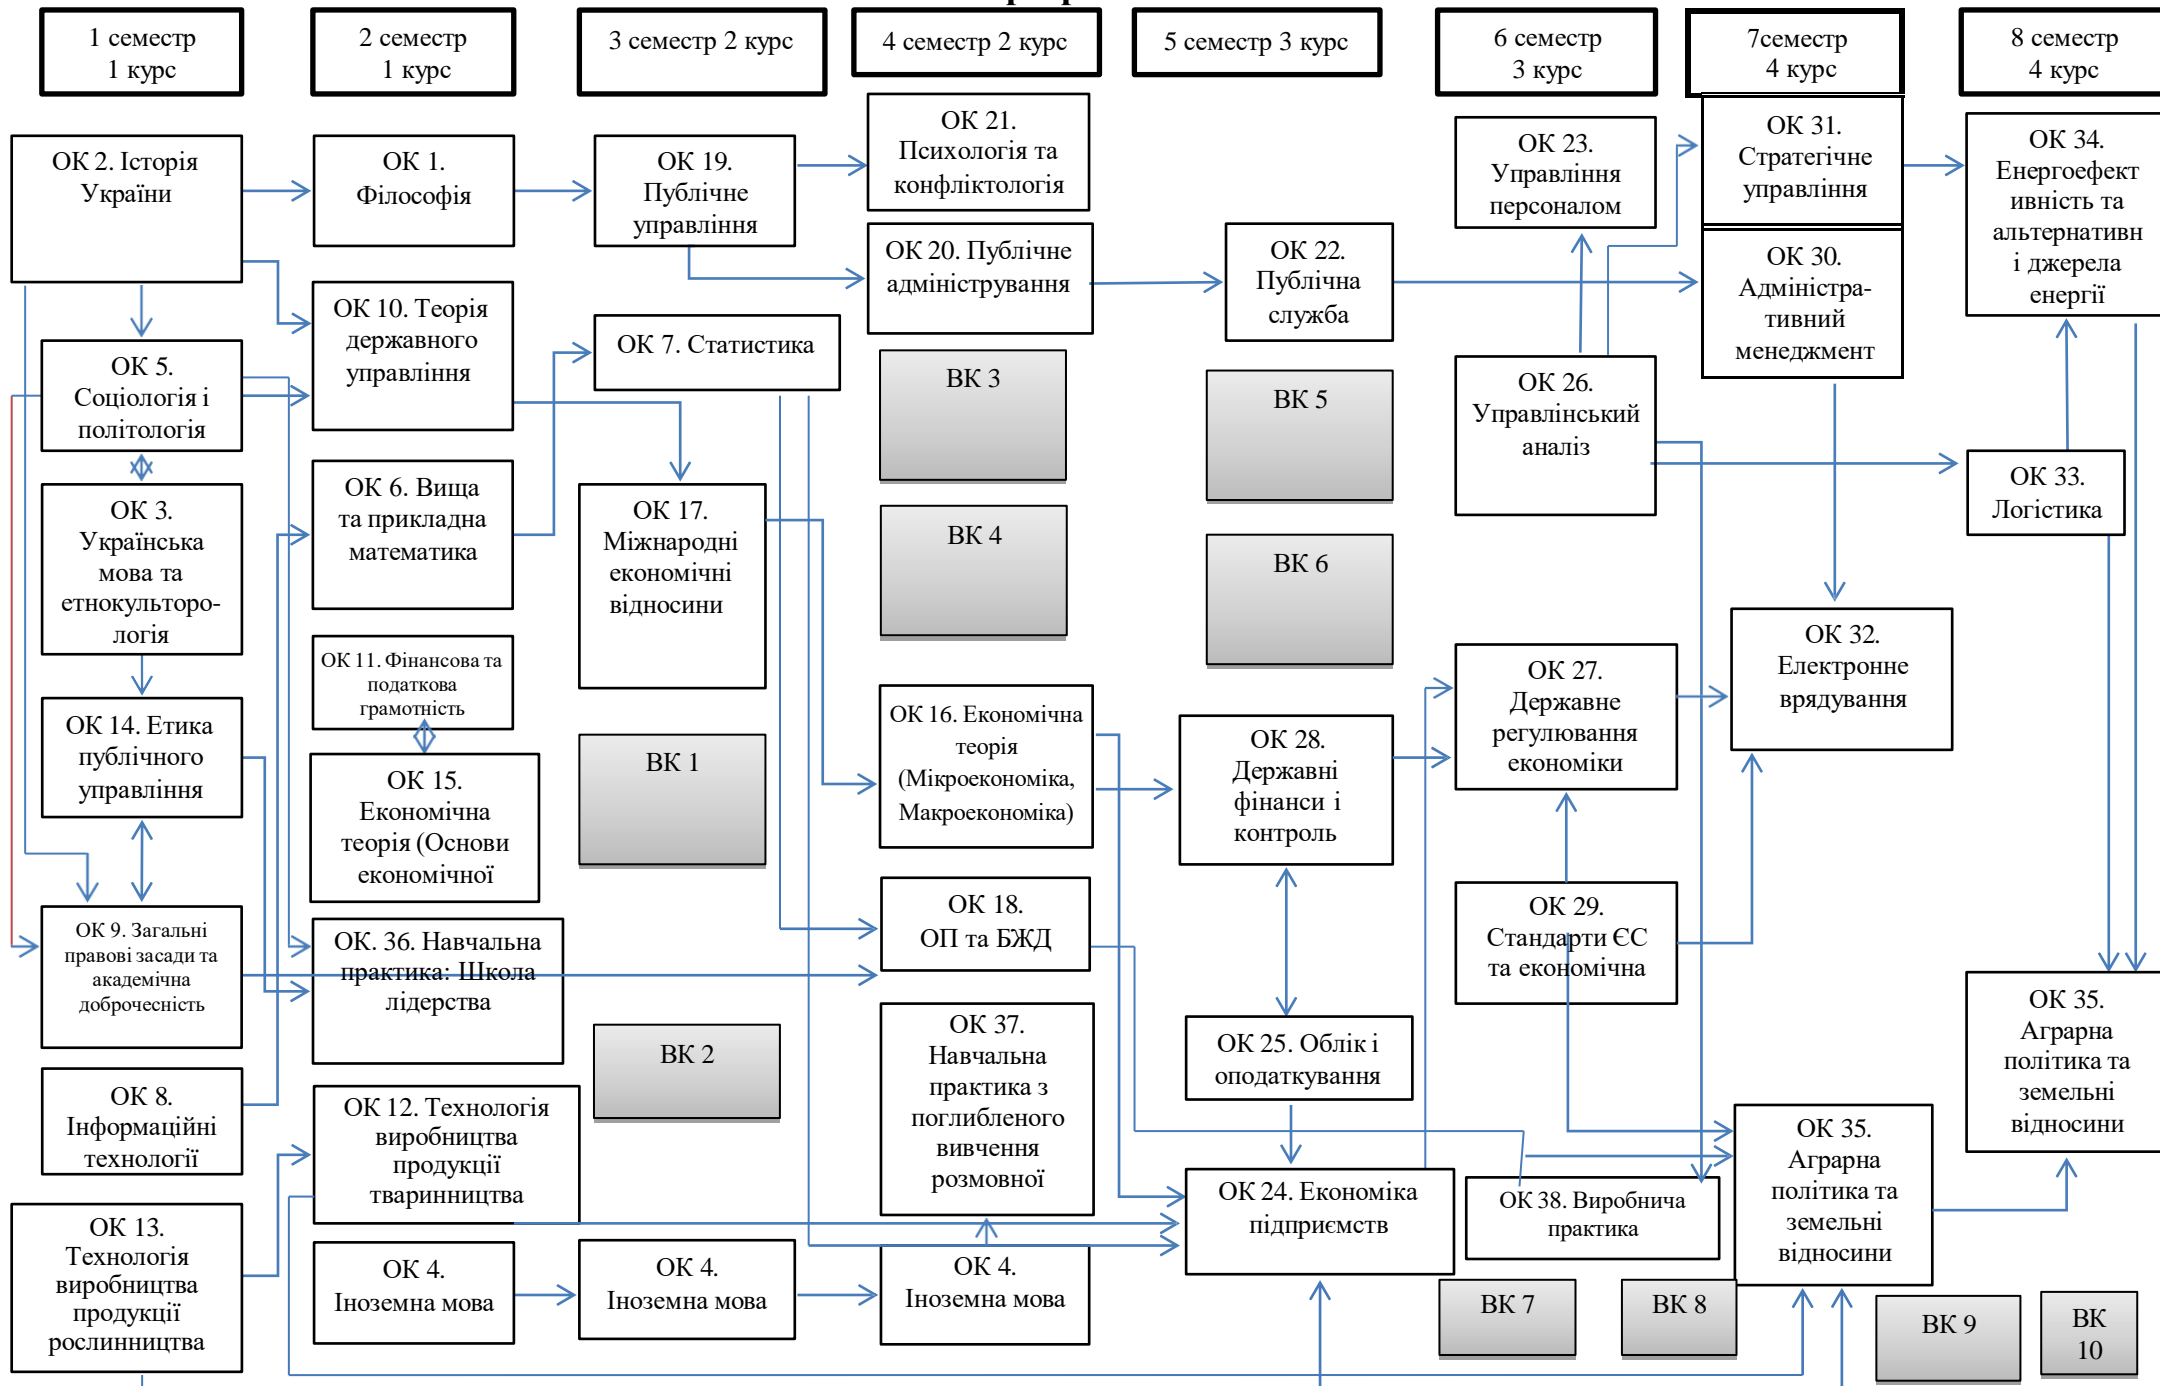 1 семестр
1 курс
2 семестр
1 курс
3 семестр 2 курс
4 семестр 2 курс
5 семестр 3 курс
6 семестр
3 курс
7семестр
4 курс
8 семестр
4 курс
ОК 2. Історія
України
ОК 5.
Соціологія і
політологія
ОК 3.
Українська
мова та
етнокульторо-
логія
ОК 14. Етика
публічного
управління
ОК 9. Загальні
правові засади та
академічна
доброчесність
ОК 8.
Інформаційні
технології
ОК 13.
Технологія
виробництва
продукції
рослинництва
ОК 1.
Філософія
ОК 10. Теорія
державного
управління
ОК 6. Вища
та прикладна
математика
ОК 11. Фінансова та
податкова
грамотність
ОК 15.
Економічна
теорія (Основи
економічної
ОК. 36. Навчальна
практика: Школа
лідерства
ОК 12. Технологія
виробництва
продукції
тваринництва
ОК 4.
Іноземна мова
ОК 19.
Публічне
управління
ОК 7. Статистика
ОК 17.
Міжнародні
економічні
відносини
ВК 1
ВК 2
ОК 4.
Іноземна мова
ОК 21.
Психологія та
конфліктологія
ОК 20. Публічне
адміністрування
ВК 3
ВК 4
ОК 16. Економічна
теорія
(Мікроекономіка,
Макроекономіка)
ОК 18.
ОП та БЖД
ОК 37.
Навчальна
практика з
поглибленого
вивчення
розмовної
ОК 4.
Іноземна мова
ОК 22.
Публічна
служба
ВК 5
ВК 6
ОК 28.
Державні
фінанси і
контроль
ОК 25. Облік і
оподаткування
ОК 24. Економіка
підприємств
ОК 23.
Управління
персоналом
ОК 26.
Управлінський
аналіз
ОК 27.
Державне
регулювання
економіки
ОК 29.
Стандарти ЄС
та економічна
ОК 38. Виробнича
практика
ВК 7
ВК 8
ОК 31.
Стратегічне
управління
ОК 30.
Адміністра-
тивний
менеджмент
ОК 32.
Електронне
врядування
ОК 35.
Аграрна
політика та
земельні
відносини
ВК 9
ОК 34.
Енергоефект
ивність та
альтернативн
і джерела
енергії
ОК 33.
Логістика
ОК 35.
Аграрна
політика та
земельні
відносини
ВК
10